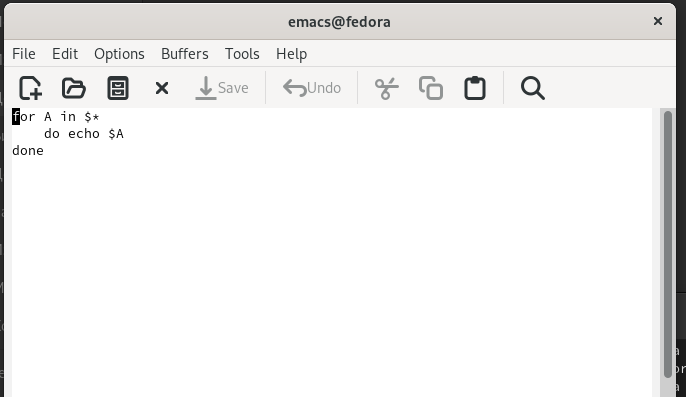 emacs@fedora
File Edit Options Buffers Tools Help
Save Undo
for A in $*
    do echo $A
done